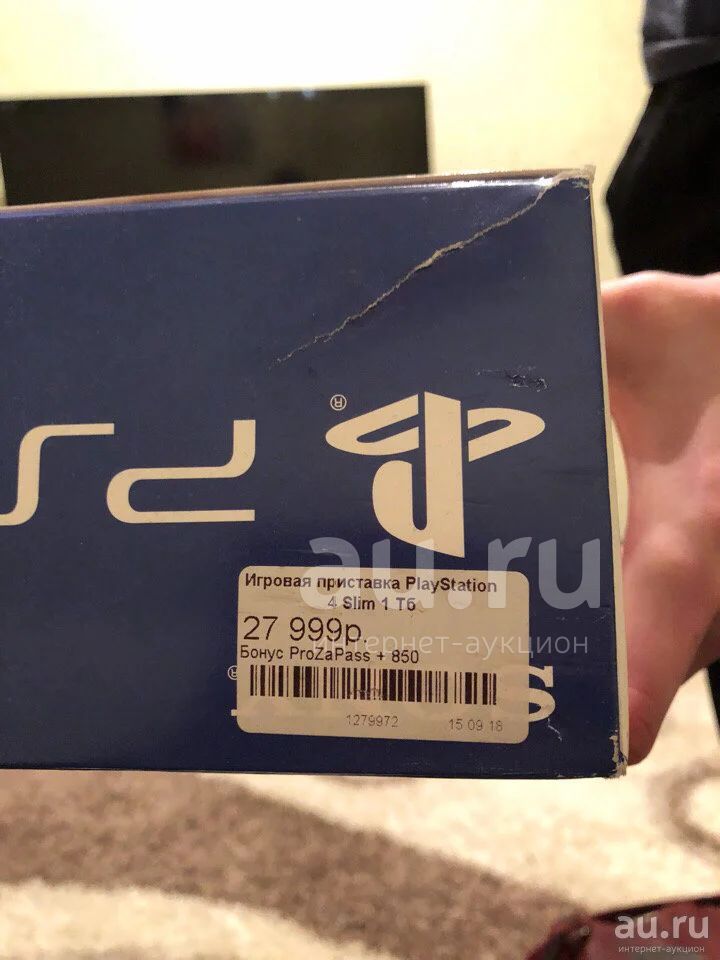 PS
®
Игровая приставка PlayStation
4 Slim 1 Тб
27 999р.
Бонус ProZaPass + 850
®
S
1279972 15 09 18
au.ru
интернет-аукцион
au.ru
интернет-аукцион